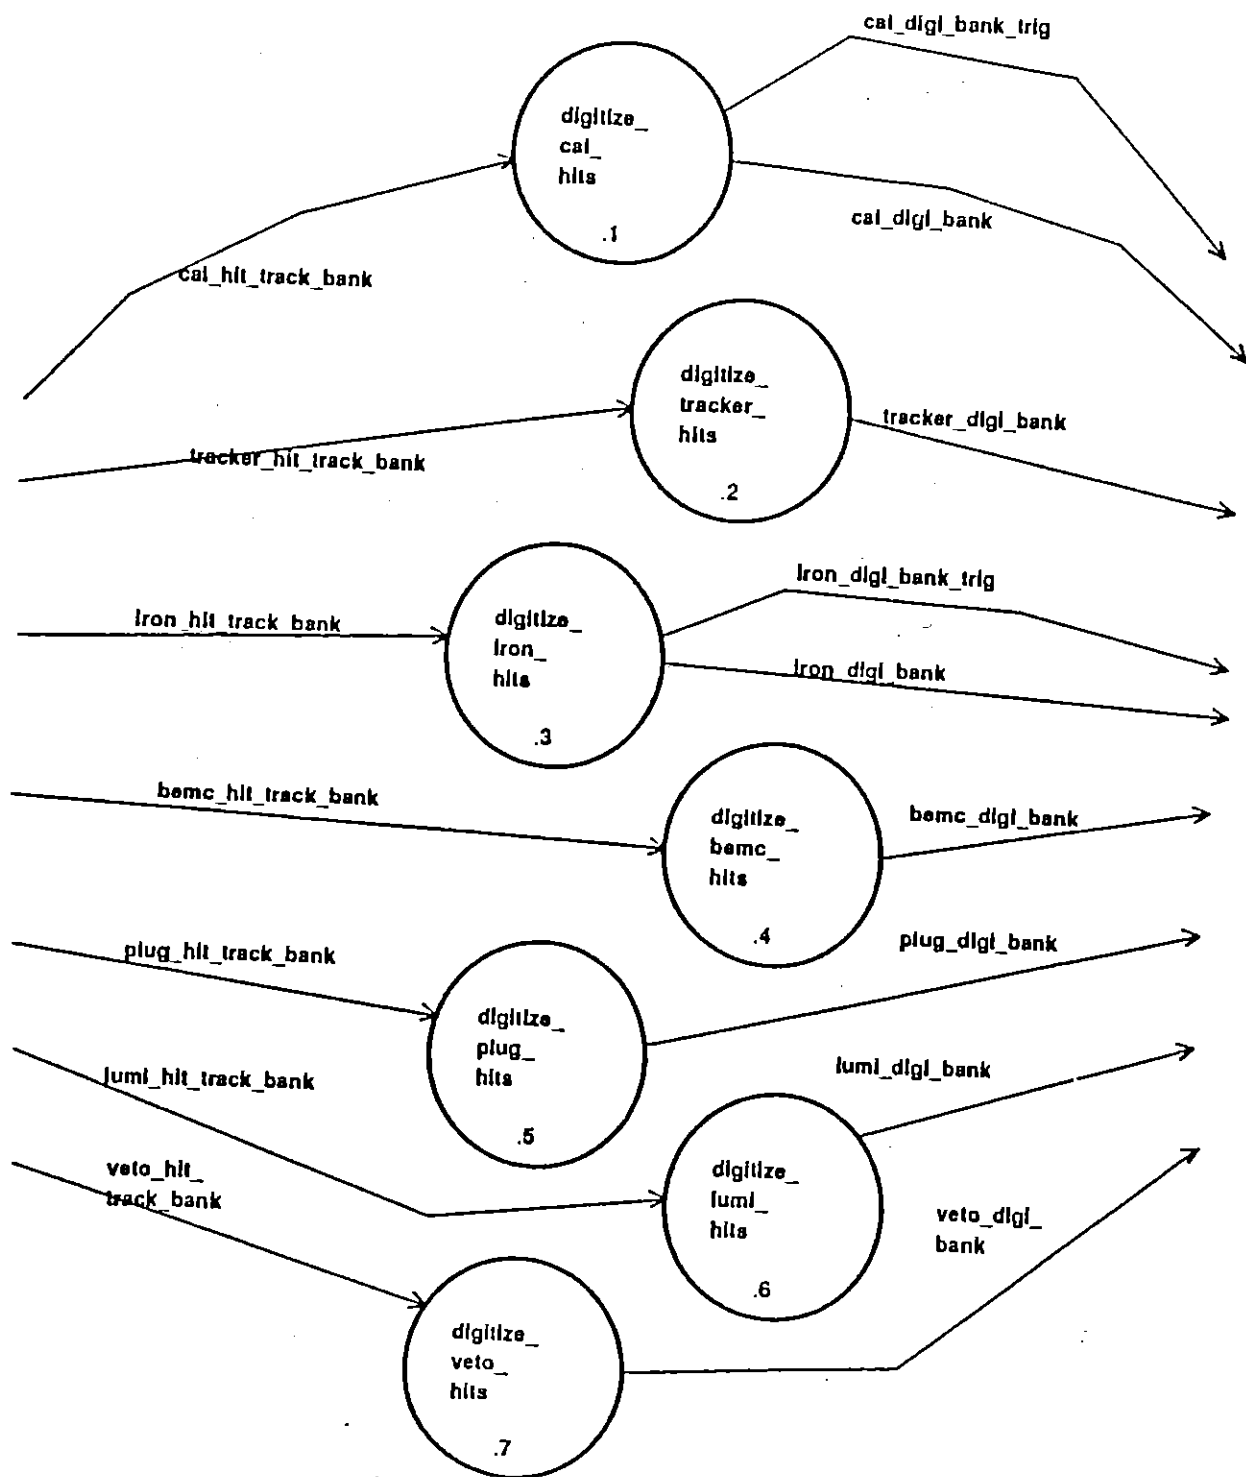 cal_digi_bank_trig
digitize_
cal_
hits
.1
cal_digi_bank
cal_hit_track_bank
digitize_
tracker_
hits
.2
tracker_digi_bank
tracker_hit_track_bank
iron_digi_bank_trig
iron_hit_track_bank
digitize_
iron_
hits
.3
iron_digi_bank
bemc_hit_track_bank
digitize_
bemc_
hits
.4
bemc_digi_bank
plug_hit_track_bank
plug_digi_bank
digitize_
plug_
hits
.5
lumi_hit_track_bank
lumi_digi_bank
digitize_
lumi_
hits
.6
veto_hit_
track_bank
veto_digi_
bank
digitize_
veto_
hits
.7